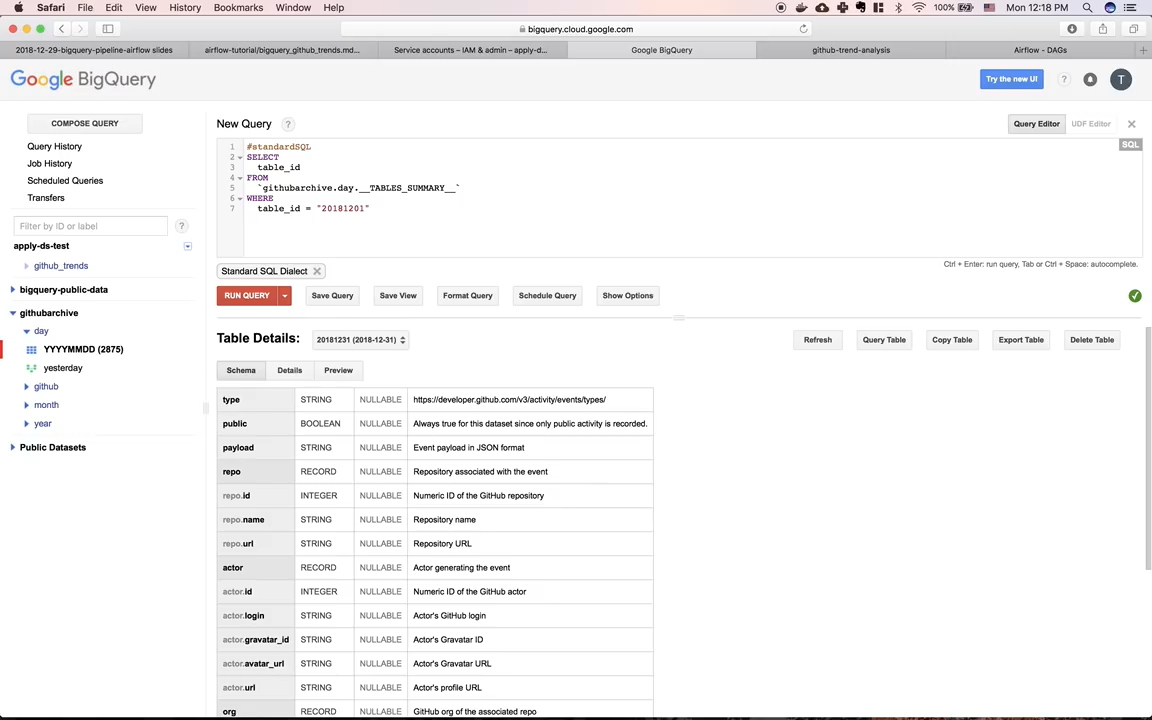 Safari File Edit View History Bookmarks Window Help 100% Mon 12:18 PM
bigquery.cloud.google.com
2018-12-29-bigquery-pipeline-airflow slides airflow-tutorial/bigquery_github_trends.md... Service accounts – IAM & admin – apply-d... Google BigQuery github-trend-analysis Airflow - DAGs
Google BigQuery Try the new UI ? T
COMPOSE QUERY
Query History
Job History
Scheduled Queries
Transfers
Filter by ID or label ?
apply-ds-test
github_trends
bigquery-public-data
githubarchive
day
YYYYMMDD (2875)
yesterday
github
month
year
Public Datasets
New Query ? Query Editor UDF Editor
SQL
1 #standardSQL
2 SELECT
3 table_id
4 FROM
5 `githubarchive.day.__TABLES_SUMMARY__`
6 WHERE
7 table_id = "20181201"
Ctrl + Enter: run query, Tab or Ctrl + Space: autocomplete.
Standard SQL Dialect
RUN QUERY Save Query Save View Format Query Schedule Query Show Options
Table Details: 20181231 (2018-12-31) Refresh Query Table Copy Table Export Table Delete Table
Schema Details Preview
type STRING NULLABLE https://developer.github.com/v3/activity/events/types/
public BOOLEAN NULLABLE Always true for this dataset since only public activity is recorded.
payload STRING NULLABLE Event payload in JSON format
repo RECORD NULLABLE Repository associated with the event
repo.id INTEGER NULLABLE Numeric ID of the GitHub repository
repo.name STRING NULLABLE Repository name
repo.url STRING NULLABLE Repository URL
actor RECORD NULLABLE Actor generating the event
actor.id INTEGER NULLABLE Numeric ID of the GitHub actor
actor.login STRING NULLABLE Actor's GitHub login
actor.gravatar_id STRING NULLABLE Actor's Gravatar ID
actor.avatar_url STRING NULLABLE Actor's Gravatar URL
actor.url STRING NULLABLE Actor's profile URL
org RECORD NULLABLE GitHub org of the associated repo